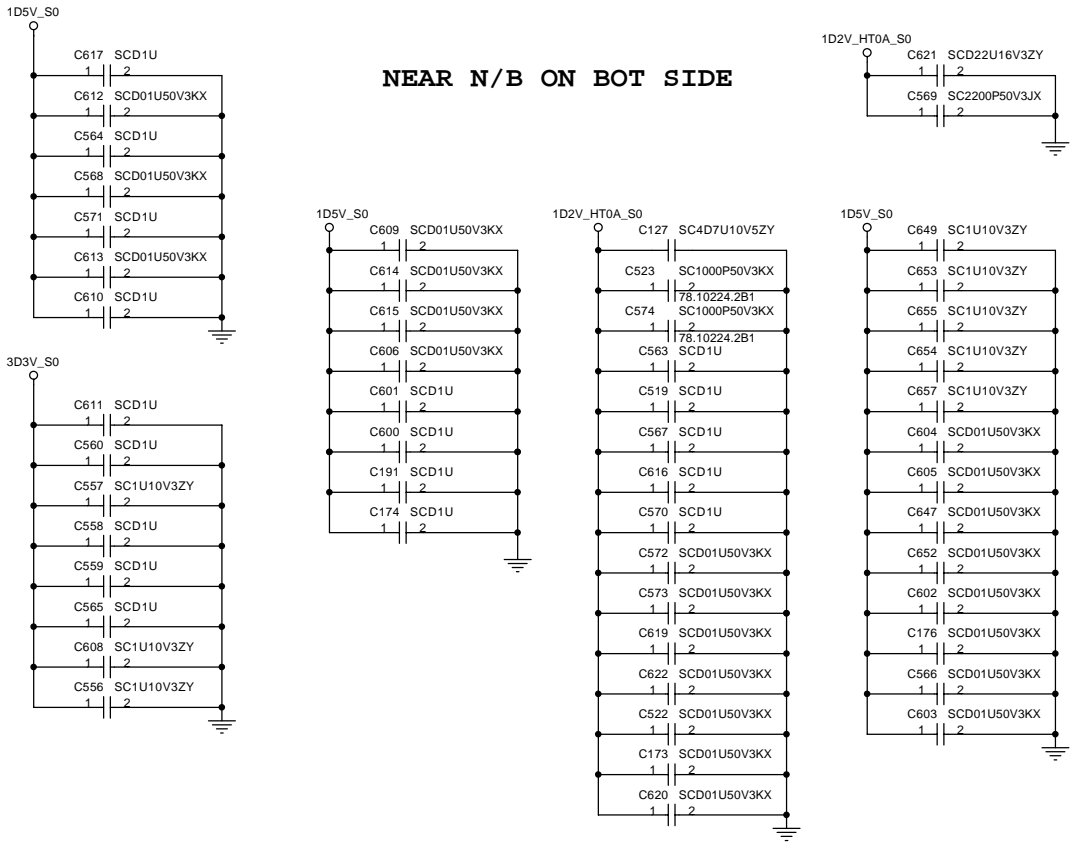 1D5V_S0
C617 SCD1U
1 2
C612 SCD01U50V3KX
1 2
C564 SCD1U
1 2
C568 SCD01U50V3KX
1 2
C571 SCD1U
1 2
C613 SCD01U50V3KX
1 2
C610 SCD1U
1 2
NEAR N/B ON BOT SIDE
1D2V_HT0A_S0
C621 SCD22U16V3ZY
1 2
C569 SC2200P50V3JX
1 2
3D3V_S0
C611 SCD1U
1 2
C560 SCD1U
1 2
C557 SC1U10V3ZY
1 2
C558 SCD1U
1 2
C559 SCD1U
1 2
C565 SCD1U
1 2
C608 SC1U10V3ZY
1 2
C556 SC1U10V3ZY
1 2
1D5V_S0
C609 SCD01U50V3KX
1 2
C614 SCD01U50V3KX
1 2
C615 SCD01U50V3KX
1 2
C606 SCD01U50V3KX
1 2
C601 SCD1U
1 2
C600 SCD1U
1 2
C191 SCD1U
1 2
C174 SCD1U
1 2
1D2V_HT0A_S0
C127 SC4D7U10V5ZY
1 2
C523 SC1000P50V3KX
1 2
78.10224.2B1
C574 SC1000P50V3KX
1 2
78.10224.2B1
C563 SCD1U
1 2
C519 SCD1U
1 2
C567 SCD1U
1 2
C616 SCD1U
1 2
C570 SCD1U
1 2
C572 SCD01U50V3KX
1 2
C573 SCD01U50V3KX
1 2
C619 SCD01U50V3KX
1 2
C622 SCD01U50V3KX
1 2
C522 SCD01U50V3KX
1 2
C173 SCD01U50V3KX
1 2
C620 SCD01U50V3KX
1 2
1D5V_S0
C649 SC1U10V3ZY
1 2
C653 SC1U10V3ZY
1 2
C655 SC1U10V3ZY
1 2
C654 SC1U10V3ZY
1 2
C657 SC1U10V3ZY
1 2
C604 SCD01U50V3KX
1 2
C605 SCD01U50V3KX
1 2
C647 SCD01U50V3KX
1 2
C652 SCD01U50V3KX
1 2
C602 SCD01U50V3KX
1 2
C176 SCD01U50V3KX
1 2
C566 SCD01U50V3KX
1 2
C603 SCD01U50V3KX
1 2